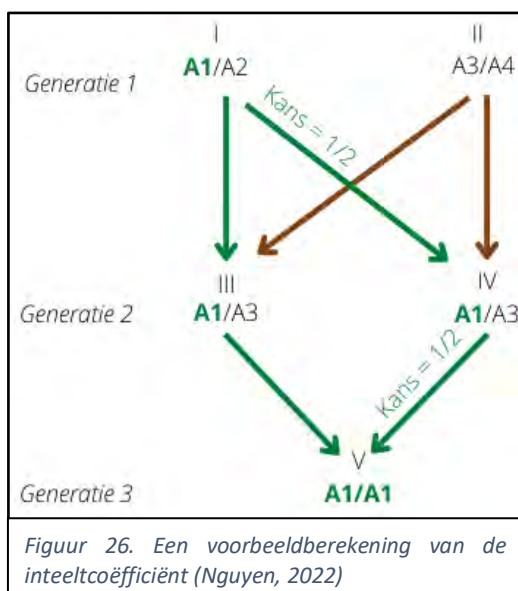 I II
A1/A2 A3/A4
Generatie 1
Kans = 1/2
III IV
A1/A3 A1/A3
Generatie 2
Kans = 1/2
V
Generatie 3 A1/A1
Figuur 26. Een voorbeeldberekening van de
inteeltcoëfficiënt (Nguyen, 2022)